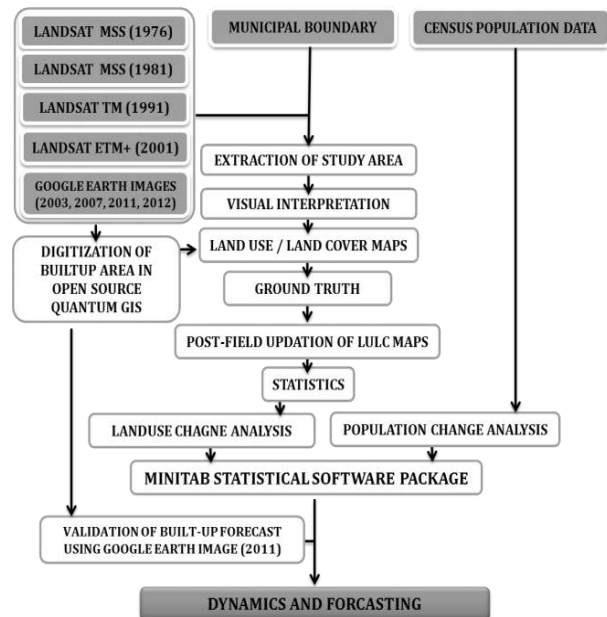 LANDSAT MSS (1976)
LANDSAT MSS (1981)
LANDSAT TM (1991)
LANDSAT ETM+ (2001)
GOOGLE EARTH IMAGES
(2003, 2007, 2011, 2012)
MUNICIPAL BOUNDARY
CENSUS POPULATION DATA
EXTRACTION OF STUDY AREA
VISUAL INTERPRETATION
DIGITIZATION OF
BUILTUP AREA IN
OPEN SOURCE
QUANTUM GIS
LAND USE / LAND COVER MAPS
GROUND TRUTH
POST-FIELD UPDATION OF LULC MAPS
STATISTICS
LANDUSE CHAGNE ANALYSIS
POPULATION CHANGE ANALYSIS
MINITAB STATISTICAL SOFTWARE PACKAGE
VALIDATION OF BUILT-UP FORECAST
USING GOOGLE EARTH IMAGE (2011)
DYNAMICS AND FORCASTING